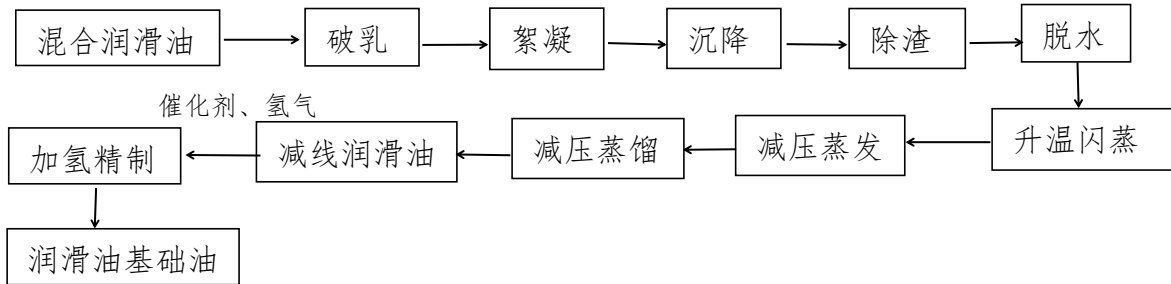 混合润滑油
破乳
絮凝
沉降
除渣
脱水
升温闪蒸
减压蒸发
减压蒸馏
减线润滑油
催化剂、氢气
加氢精制
润滑油基础油